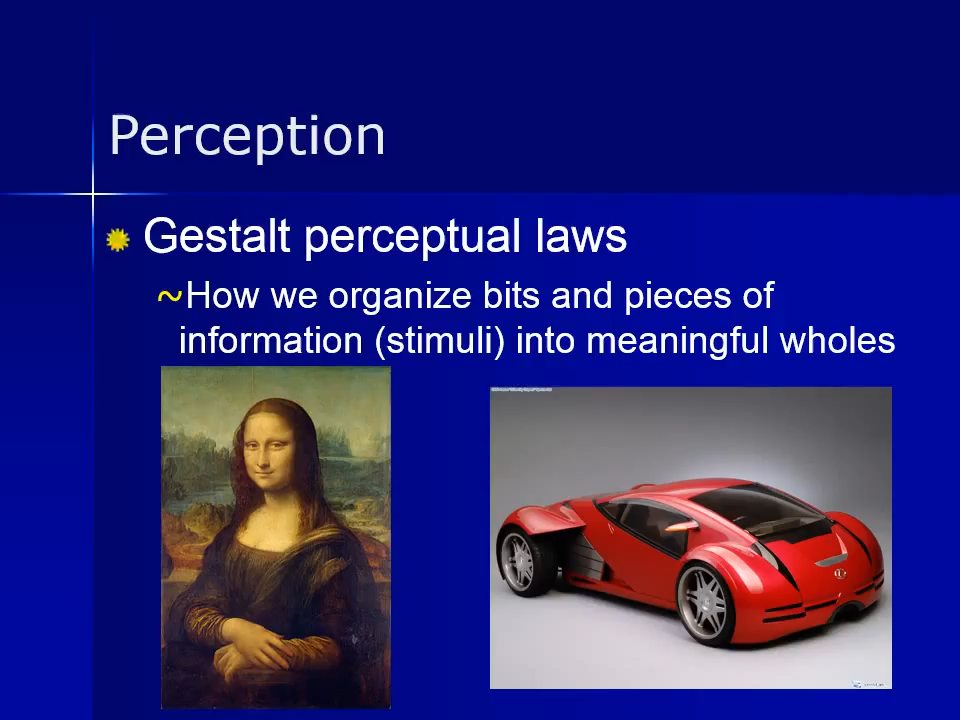 Perception
Gestalt perceptual laws
~How we organize bits and pieces of
information (stimuli) into meaningful wholes